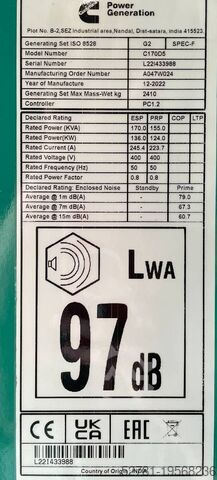 Power
Generation
Plot No. B-2,SEZ Industrial area,Nandal, Dist-satara, india 415523.
Generating Set ISO 8528 G2 SPEC-F
Model Number C170D5
Serial Number L221433988
Manufacturing Order Number A047W024
Year of Manufacture 12-2022
Generating Set Max Mass-Wet kg 2410
Controller PC1.2
Declared Rating: ESP PRP COP LTP
Rated Power (KVA) 170.0 155.0
Rated Power(KW) 136.0 124.0
Rated Current (A) 245.4 223.7
Rated Voltage (V) 400 400
Rated Frequency (Hz) 50 50
Rated Power Factor 0.8 0.8
Declared Rating: Enclosed Noise Standby Prime
Average @ 1m dB(A) 79.0
Average @ 7m dB(A) 67.3
Average @ 15m dB(A) 60.7
LWA
97dB
CE UK CA EAC
L221433988
Country of Origin: INDIA